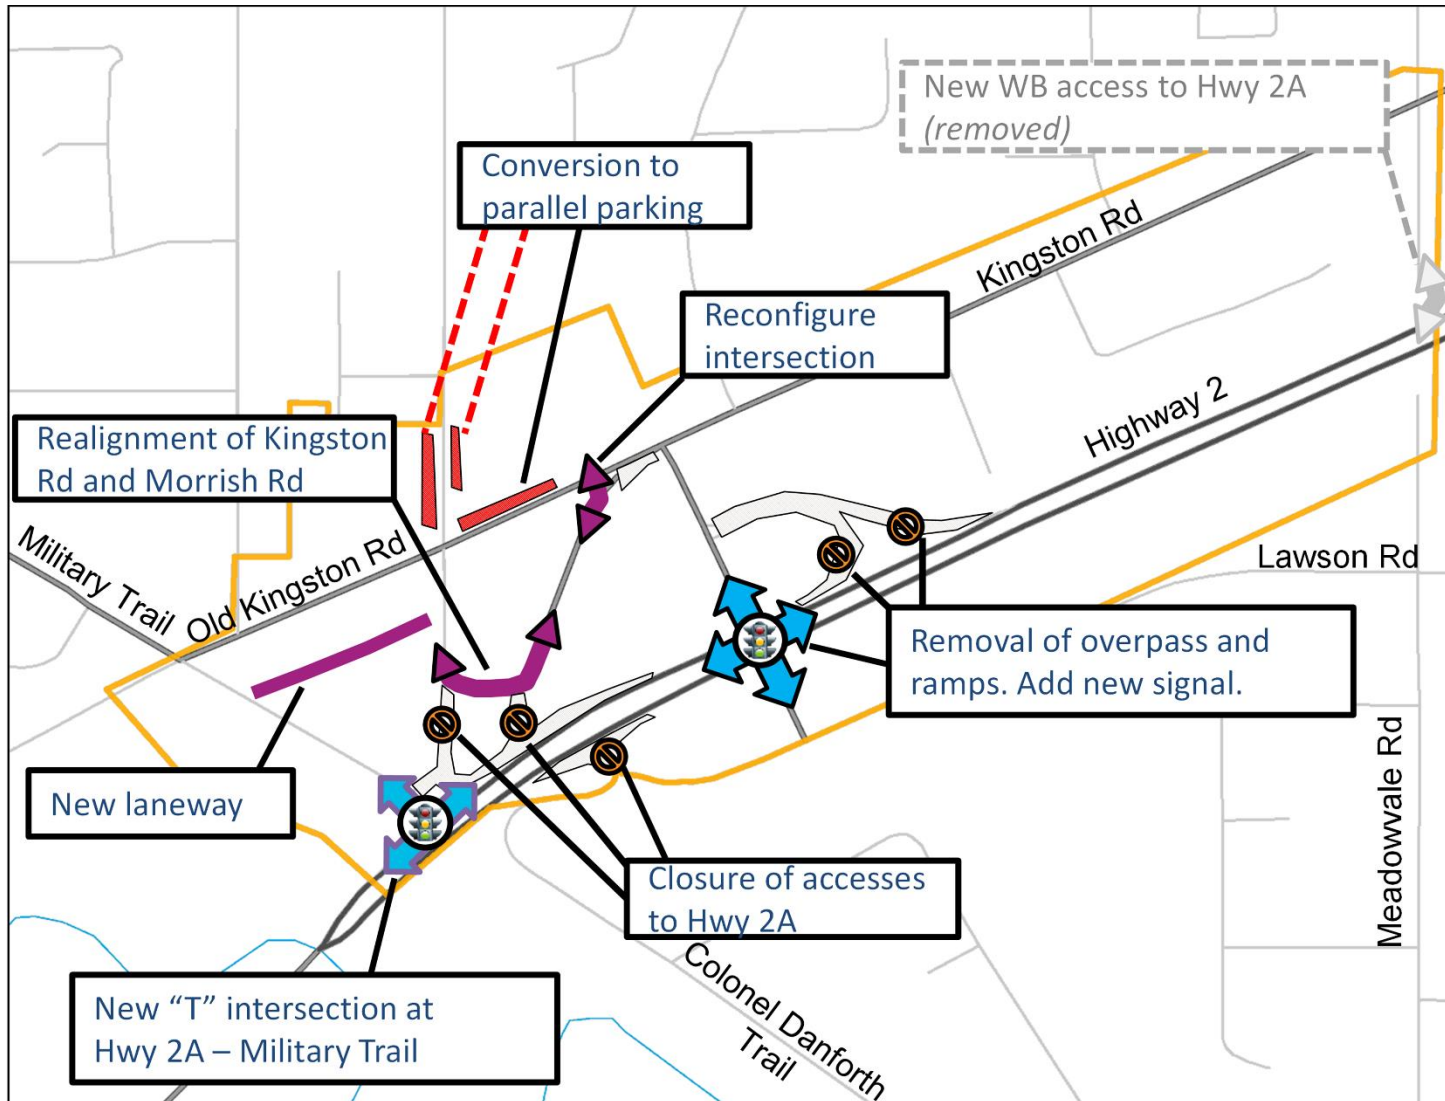 New WB access to Hwy 2A
(removed)
Conversion to
parallel parking
Kingston Rd
Reconfigure
intersection
Highway 2
Realignment of Kingston
Rd and Morrish Rd
Military Trail
Old Kingston Rd
Lawson Rd
Removal of overpass and
ramps. Add new signal.
New laneway
Meadowvale Rd
Closure of accesses
to Hwy 2A
Colonel Danforth
Trail
New “T” intersection at
Hwy 2A – Military Trail